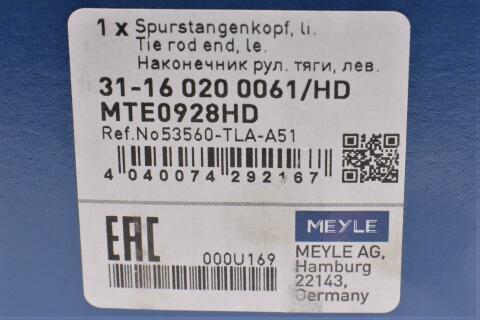 1 x Spurstangenkopf, li.
Tie rod end, le.
Наконечник рул. тяги, лев.
31-16 020 0061/HD
MTE0928HD
Ref.No53560-TLA-A51
4 040074 292167
EAC
000U169
MEYLE
MEYLE AG,
Hamburg
22143,
Germany